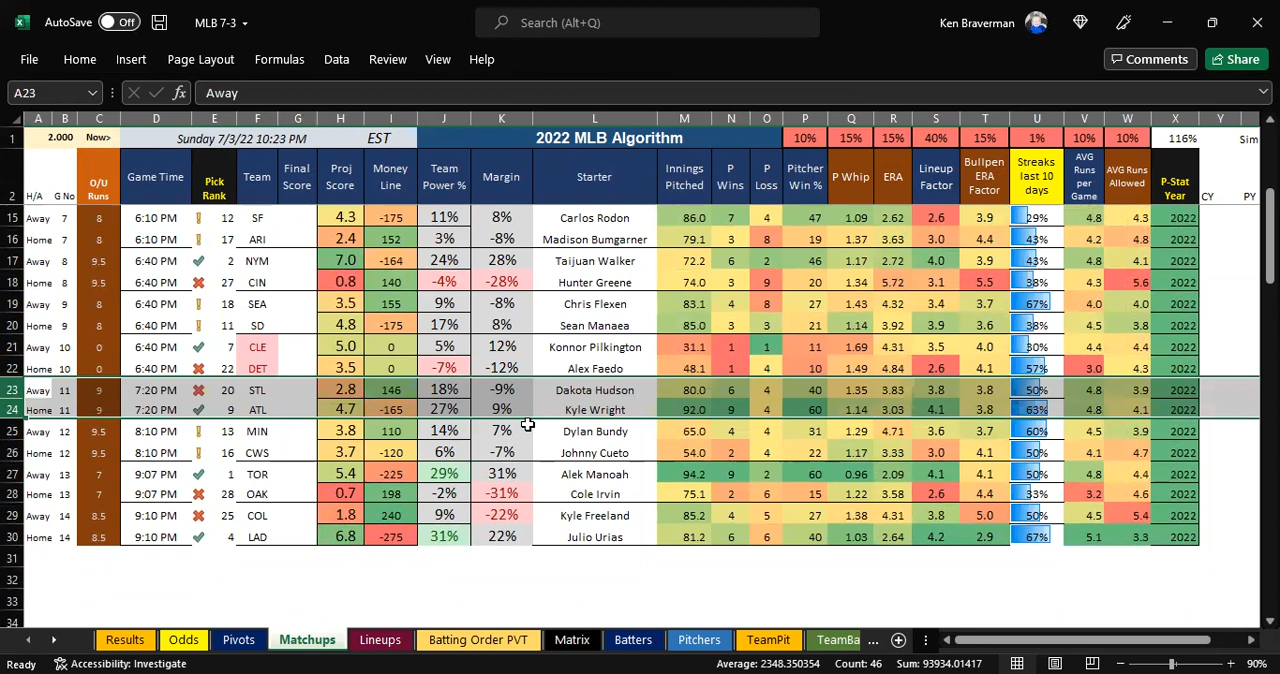 AutoSave Off MLB 7-3 Search (Alt+Q) Ken Braverman
File Home Insert Page Layout Formulas Data Review View Help Comments Share
A23 fx Away
A B C D E F G H I J K L M N O P Q R S T U V W X Y Z
1 2.000 Now> Sunday 7/3/22 10:23 PM EST 2022 MLB Algorithm 10% 15% 15% 40% 15% 1% 10% 10% 116% Sim
2 H/A G No O/U Runs Game Time Pick Rank Team Final Score Proj Score Money Line Team Power % Margin Starter Innings Pitched P Wins P Loss Pitcher Win % P Whip ERA Lineup Factor Bullpen ERA Factor Streaks last 10 days AVG Runs per Game AVG Runs Allowed P-Stat Year CY PY
15 Away 7 8 6:10 PM 12 SF 4.3 -175 11% 8% Carlos Rodon 86.0 7 4 47 1.09 2.62 2.6 3.9 29% 4.8 4.3 2022
16 Home 7 8 6:10 PM 17 ARI 2.4 152 3% -8% Madison Bumgarner 79.1 3 8 19 1.37 3.63 3.0 4.4 43% 4.2 4.8 2022
17 Away 8 9.5 6:40 PM 2 NYM 7.0 -164 24% 28% Taijuan Walker 72.2 6 2 46 1.17 2.72 4.0 3.9 43% 4.8 4.1 2022
18 Home 8 9.5 6:40 PM 27 CIN 0.8 140 -4% -28% Hunter Greene 74.0 3 9 20 1.34 5.72 3.1 5.5 38% 4.3 5.6 2022
19 Away 9 8 6:40 PM 18 SEA 3.5 155 9% -8% Chris Flexen 83.1 4 8 27 1.43 4.32 3.4 3.7 67% 4.0 4.0 2022
20 Home 9 8 6:40 PM 11 SD 4.8 -175 17% 8% Sean Manaea 85.0 3 3 21 1.14 3.92 3.9 3.6 38% 4.5 3.8 2022
21 Away 10 0 6:40 PM 7 CLE 5.0 0 5% 12% Konnor Pilkington 31.1 1 1 11 1.69 4.31 3.5 4.0 30% 4.4 4.2 2022
22 Home 10 0 6:40 PM 22 DET 3.5 0 -7% -12% Alex Faedo 48.1 1 4 10 1.49 4.84 2.6 4.1 57% 3.0 4.3 2022
23 Away 11 9 7:20 PM 20 STL 2.8 146 18% -9% Dakota Hudson 80.0 6 4 40 1.35 3.83 3.8 3.8 50% 4.8 3.9 2022
24 Home 11 9 7:20 PM 9 ATL 4.7 -165 27% 9% Kyle Wright 92.0 9 4 60 1.14 3.03 4.1 3.8 63% 4.8 4.1 2022
25 Away 12 9.5 8:10 PM 13 MIN 3.8 110 14% 7% Dylan Bundy 65.0 4 4 27 1.29 4.71 3.6 3.7 60% 4.5 3.9 2022
26 Home 12 9.5 8:10 PM 16 CWS 3.7 -120 6% -7% Johnny Cueto 54.0 2 4 22 1.17 3.33 3.0 4.1 50% 4.1 4.7 2022
27 Away 13 7 9:07 PM 1 TOR 5.4 -225 29% 31% Alek Manoah 94.2 9 2 60 0.96 2.09 4.1 4.1 50% 4.7 4.2 2022
28 Home 13 7 9:07 PM 28 OAK 0.7 198 -2% -31% Cole Irvin 75.1 2 6 15 1.22 3.58 2.6 4.4 33% 3.2 4.6 2022
29 Away 14 8.5 9:10 PM 25 COL 1.8 240 9% -22% Kyle Freeland 85.2 4 5 27 1.38 4.31 3.8 5.0 50% 4.5 5.4 2022
30 Home 14 8.5 9:10 PM 4 LAD 6.8 -275 31% 22% Julio Urias 81.2 6 6 40 1.03 2.64 4.2 2.9 67% 5.1 3.3 2022
31
32
33
34
Results Odds Pivots Matchups Lineups Batting Order PVT Matrix Batters Pitchers TeamPit TeamBa ...
Ready Accessibility: Investigate Average: 2348.350354 Count: 46 Sum: 93934.01417 90%